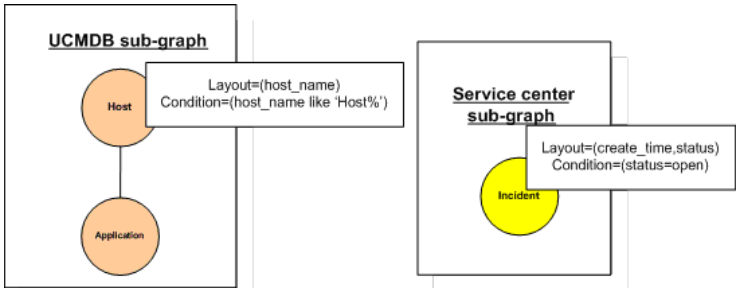 UCMDB sub-graph
Host
Layout=(host_name)
Condition=(host_name like ‘Host%’)
Application
Service center
sub-graph
Layout=(create_time,status)
Condition=(status=open)
Incident